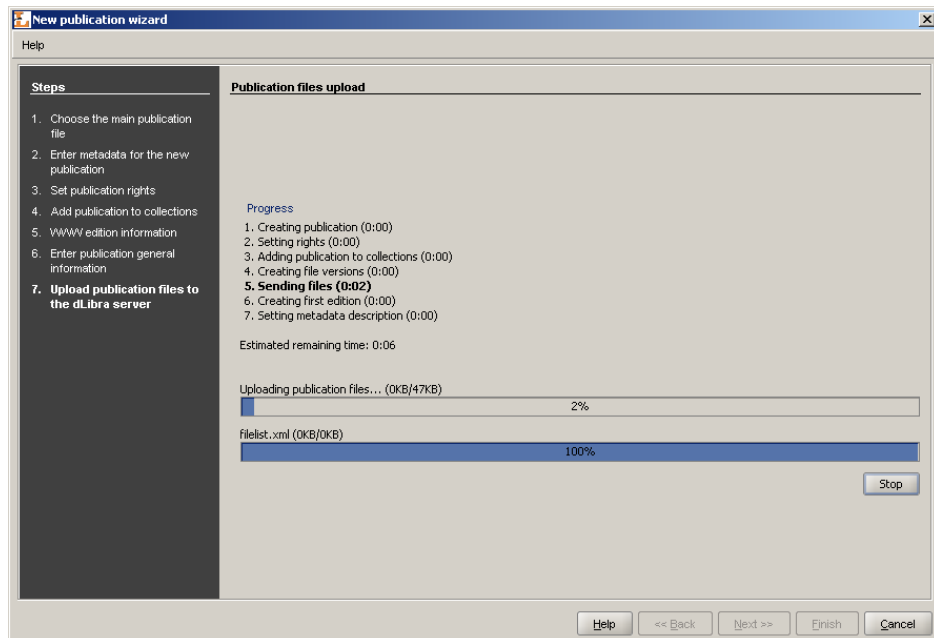 New publication wizard
Help
Steps
1. Choose the main publication
file
2. Enter metadata for the new
publication
3. Set publication rights
4. Add publication to collections
5. WWW edition information
6. Enter publication general
information
7. Upload publication files to
the dLibra server
Publication files upload
Progress
1. Creating publication (0:00)
2. Setting rights (0:00)
3. Adding publication to collections (0:00)
4. Creating file versions (0:00)
5. Sending files (0:02)
6. Creating first edition (0:00)
7. Setting metadata description (0:00)
Estimated remaining time: 0:06
Uploading publication files... (0KB/47KB)
2%
filelist.xml (0KB/0KB)
100%
Stop
Help << Back Next >> Finish Cancel